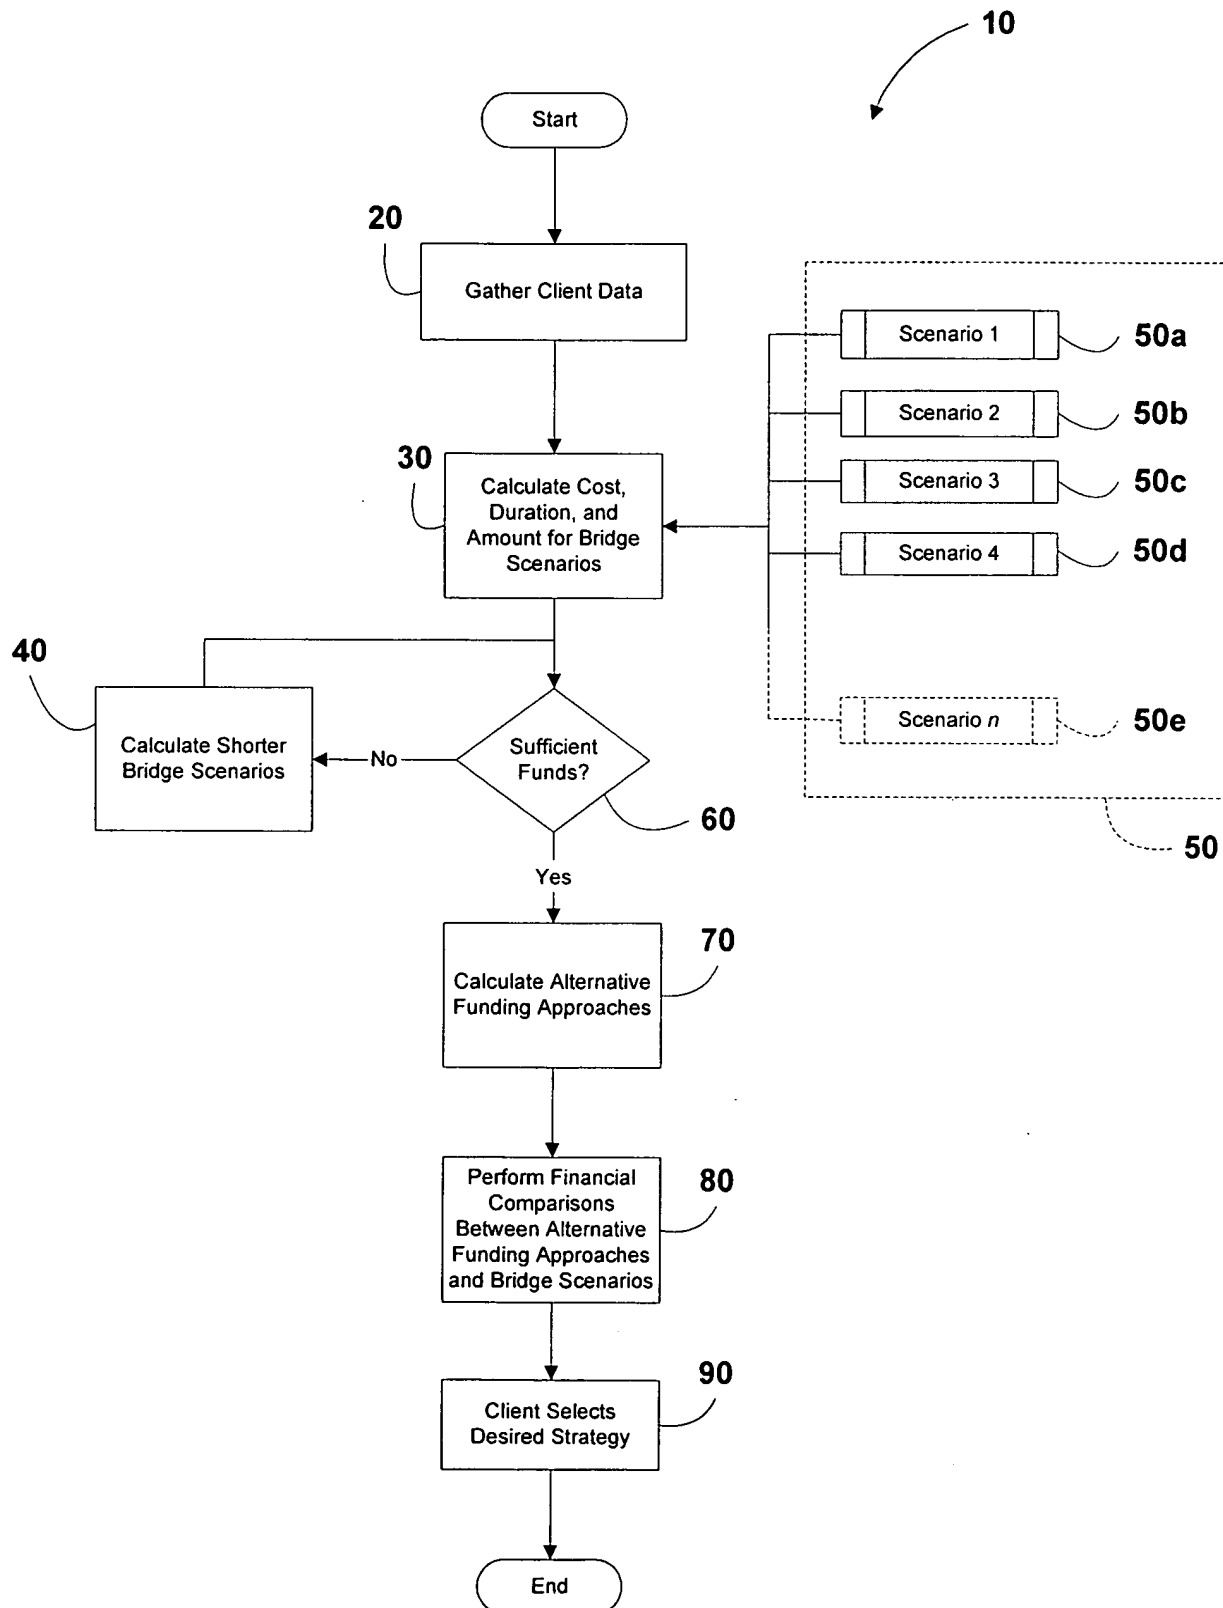 10
Start
20
Gather Client Data
Scenario 1
50a
Scenario 2
50b
30
Calculate Cost,
Duration, and
Amount for Bridge
Scenarios
Scenario 3
50c
Scenario 4
50d
40
Calculate Shorter
Bridge Scenarios
No
Sufficient
Funds?
60
Scenario n
50e
50
Yes
70
Calculate Alternative
Funding Approaches
Perform Financial
Comparisons
Between Alternative
Funding Approaches
and Bridge Scenarios
80
90
Client Selects
Desired Strategy
End